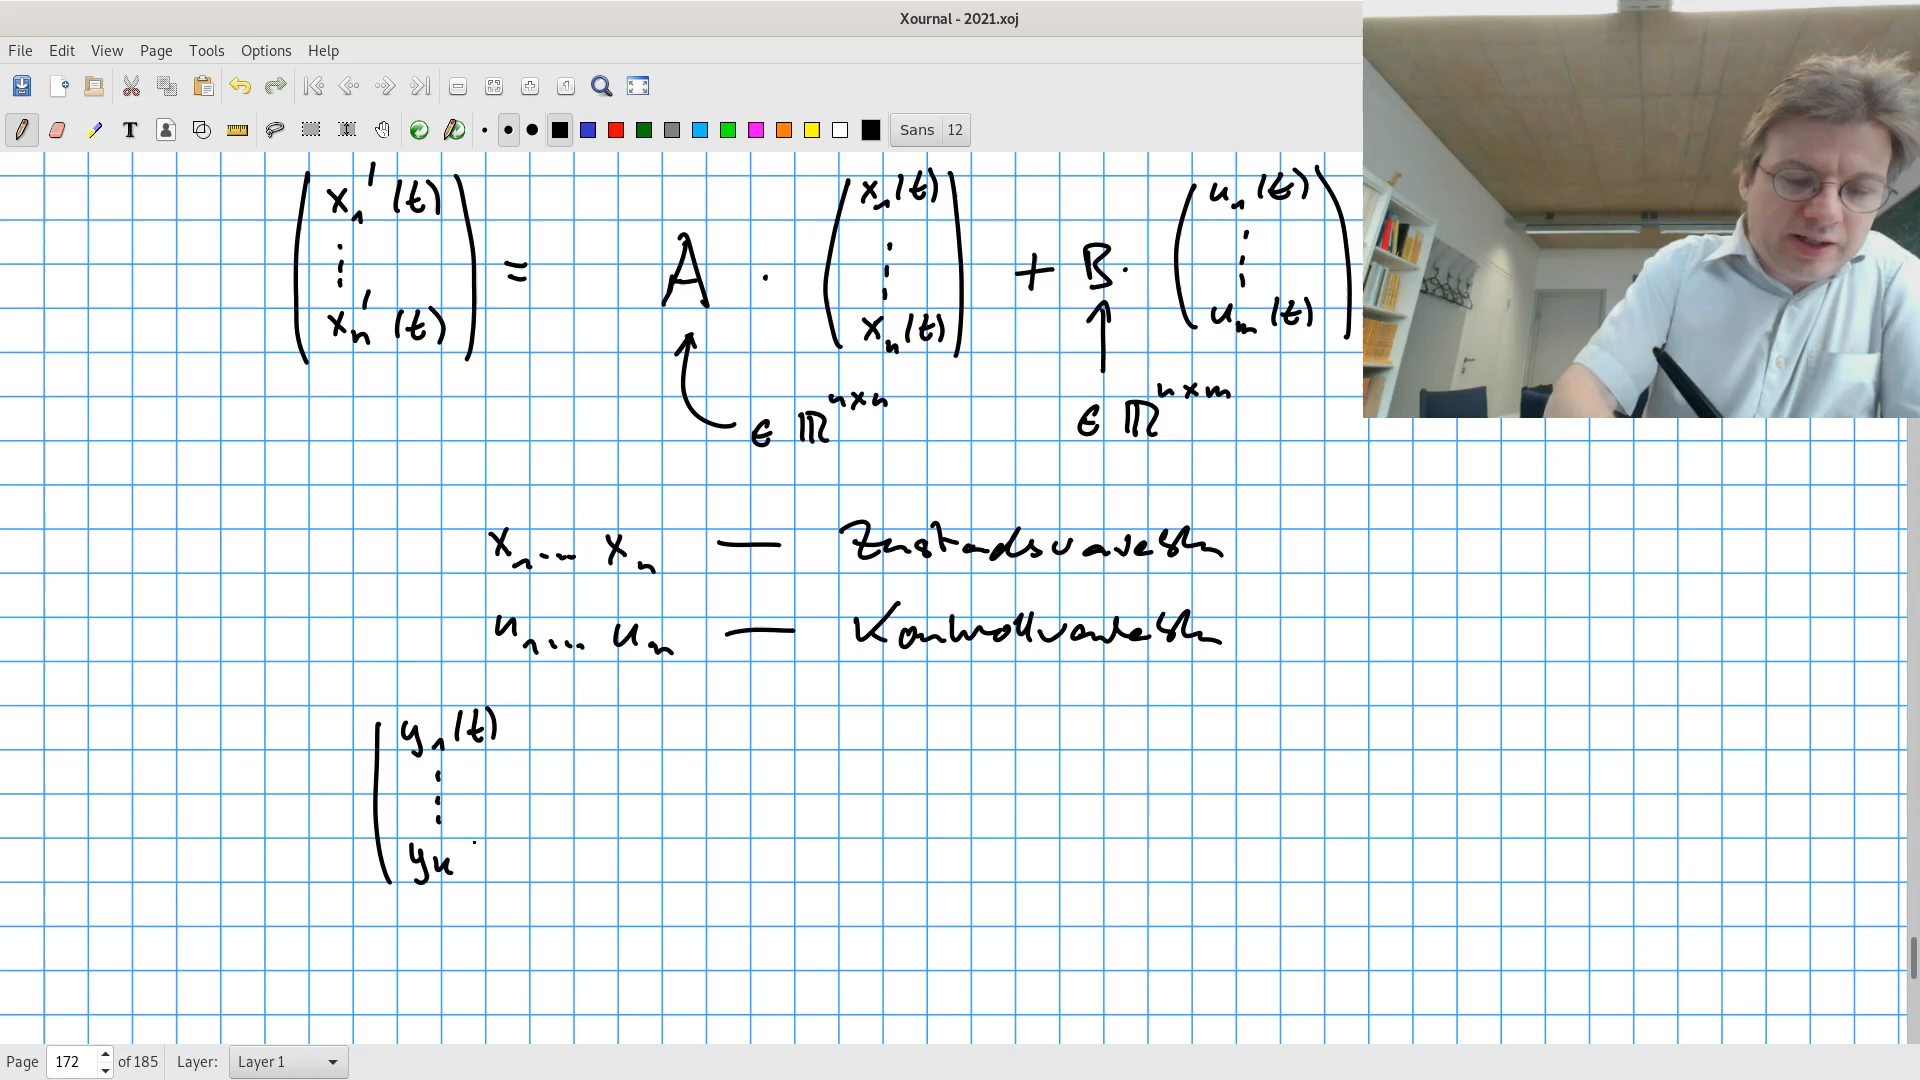 Xournal - 2021.xoj
File Edit View Page Tools Options Help
Sans 12
( x₁'(t) ⋮ xₙ'(t) ) = A · ( x₁(t) ⋮ xₙ(t) ) + B · ( u₁(t) ⋮ uₘ(t) )
∈ ℝⁿˣⁿ ∈ ℝⁿˣᵐ
x₁ ... xₙ — Zustandsvariablen
u₁ ... uₘ — Kontrollvariablen
y₁(t)
⋮
yₖ
Page 172 of 185 Layer: Layer 1